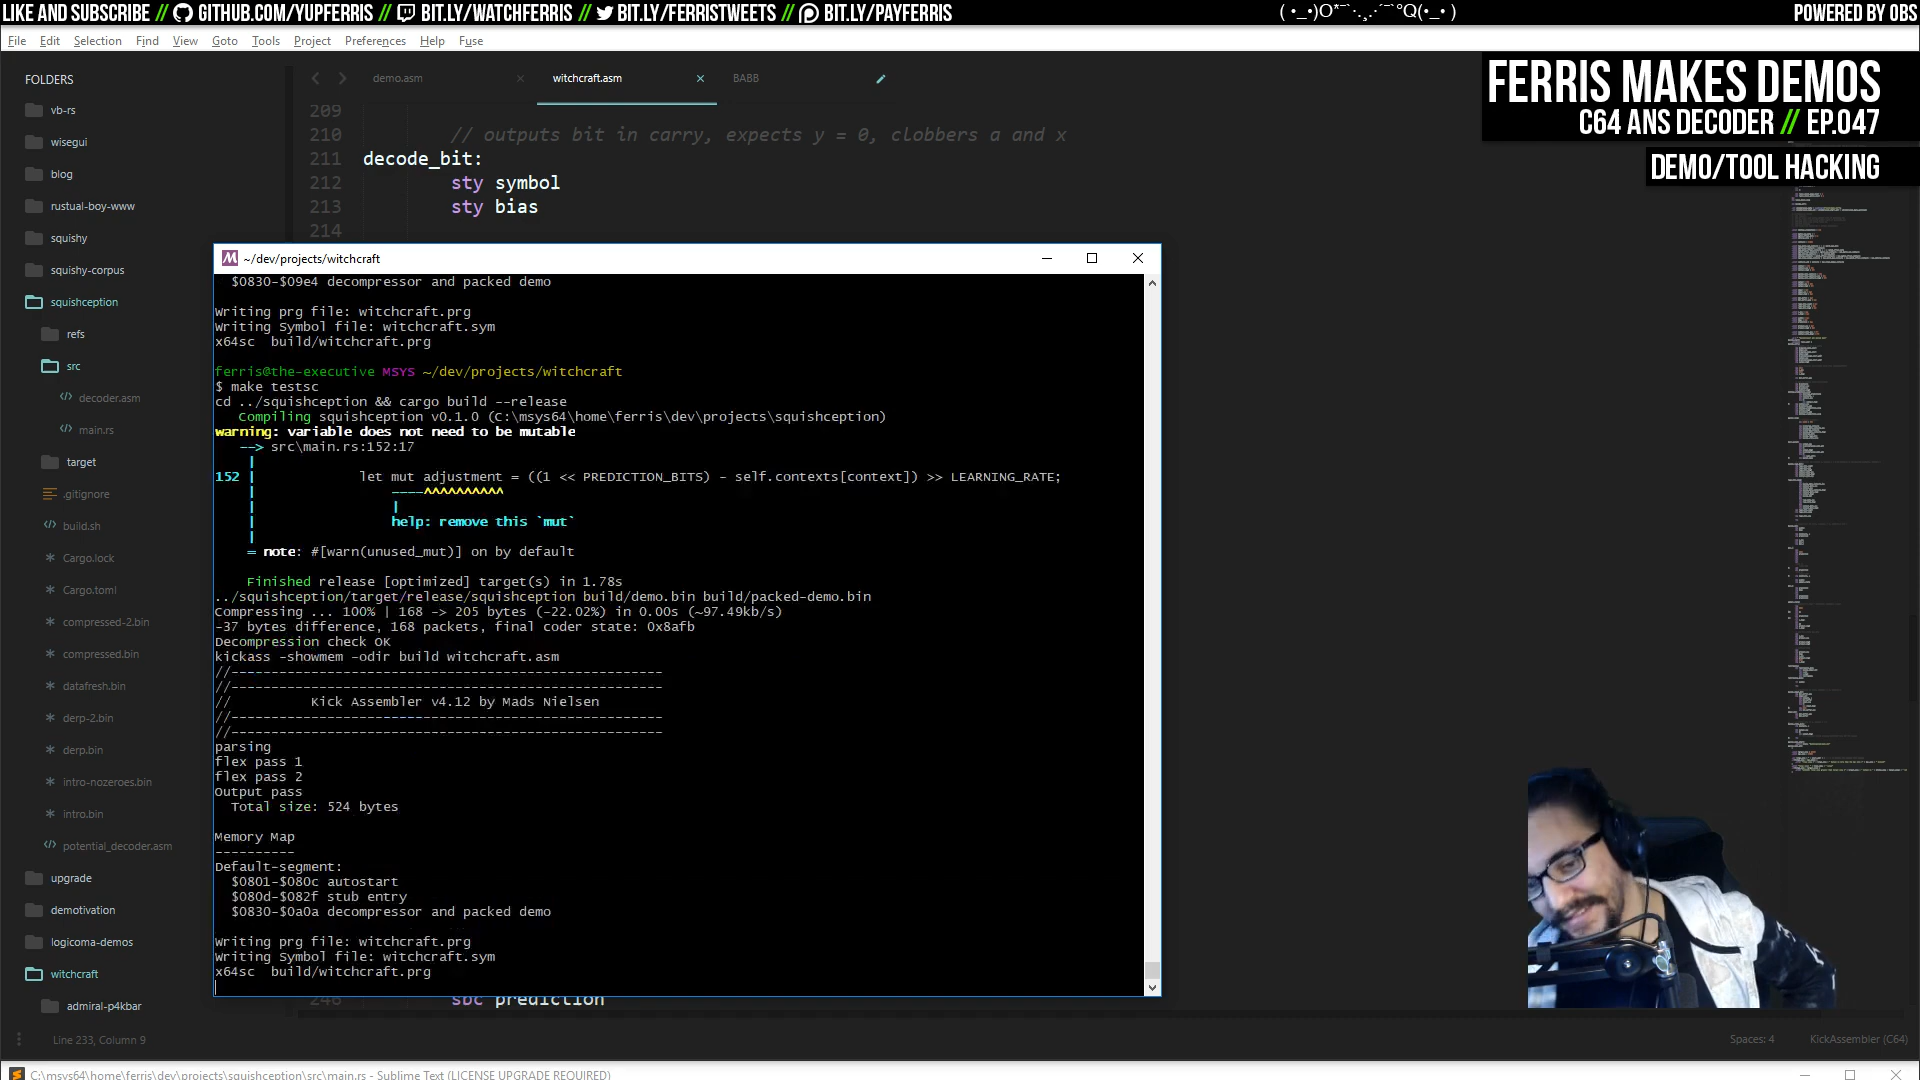 LIKE AND SUBSCRIBE // GITHUB.COM/YUPFERRIS // BIT.LY/WATCHFERRIS // BIT.LY/FERRISTWEETS // BIT.LY/PAYFERRIS
POWERED BY OBS
File Edit Selection Find View Goto Tools Project Preferences Help Fuse
FERRIS MAKES DEMOS
C64 ANS DECODER // EP.047
DEMO/TOOL HACKING
FOLDERS
vb-rs
wisegui
blog
rustual-boy-www
squishy
squishy-corpus
squishception
refs
src
decoder.asm
main.rs
target
.gitignore
build.sh
Cargo.lock
Cargo.toml
compressed-2.bin
compressed.bin
datafresh.bin
derp-2.bin
derp.bin
intro-nozeroes.bin
intro.bin
potential_decoder.asm
upgrade
demotivation
logicoma-demos
witchcraft
admiral-p4kbar
demo.asm witchcraft.asm BABB
209
210 // outputs bit in carry, expects y = 0, clobbers a and x
211 decode_bit:
212 sty symbol
213 sty bias
214
~/dev/projects/witchcraft
$0830-$09e4 decompressor and packed demo
Writing prg file: witchcraft.prg
Writing Symbol file: witchcraft.sym
x64sc build/witchcraft.prg
ferris@the-executive MSYS ~/dev/projects/witchcraft
$ make testsc
cd ../squishception && cargo build --release
Compiling squishception v0.1.0 (C:\msys64\home\ferris\dev\projects\squishception)
warning: variable does not need to be mutable
--> src\main.rs:152:17
|
152 | let mut adjustment = ((1 << PREDICTION_BITS) - self.contexts[context]) >> LEARNING_RATE;
| ----^^^^^^^^^^
| |
| help: remove this `mut`
|
= note: #[warn(unused_mut)] on by default
Finished release [optimized] target(s) in 1.78s
../squishception/target/release/squishception build/demo.bin build/packed-demo.bin
Compressing ... 100% | 168 -> 205 bytes (-22.02%) in 0.00s (~97.49kb/s)
-37 bytes difference, 168 packets, final coder state: 0x8afb
Decompression check OK
kickass -showmem -odir build witchcraft.asm
//------------------------------------------------------
//------------------------------------------------------
// Kick Assembler v4.12 by Mads Nielsen
//------------------------------------------------------
//------------------------------------------------------
parsing
flex pass 1
flex pass 2
Output pass
Total size: 524 bytes
Memory Map
----------
Default-segment:
$0801-$080c autostart
$080d-$082f stub entry
$0830-$0a0a decompressor and packed demo
Writing prg file: witchcraft.prg
Writing Symbol file: witchcraft.sym
x64sc build/witchcraft.prg
246 sbc prediction
Line 233, Column 9
Spaces: 4 KickAssembler (C64)
C:\msys64\home\ferris\dev\projects\squishception\src\main.rs - Sublime Text (LICENSE UPGRADE REQUIRED)